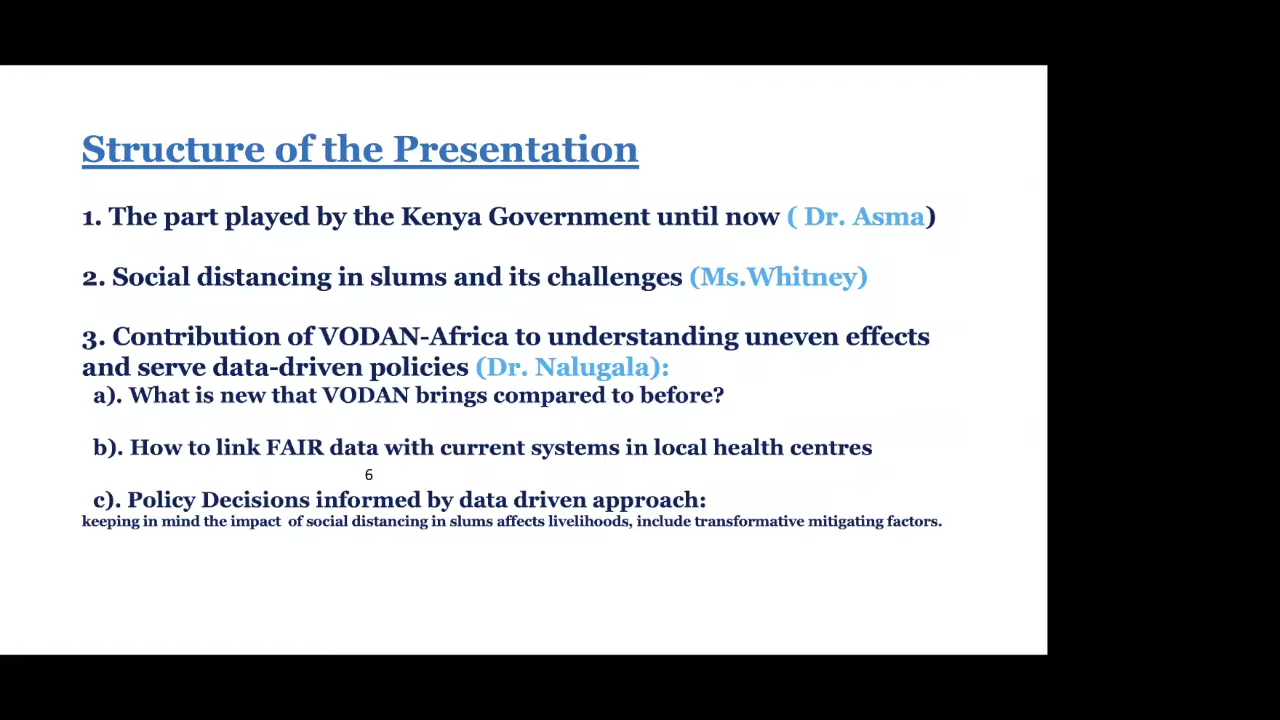 Structure of the Presentation
1. The part played by the Kenya Government until now ( Dr. Asma)
2. Social distancing in slums and its challenges (Ms.Whitney)
3. Contribution of VODAN-Africa to understanding uneven effects
and serve data-driven policies (Dr. Nalugala):
a). What is new that VODAN brings compared to before?
b). How to link FAIR data with current systems in local health centres
6
c). Policy Decisions informed by data driven approach:
keeping in mind the impact of social distancing in slums affects livelihoods, include transformative mitigating factors.